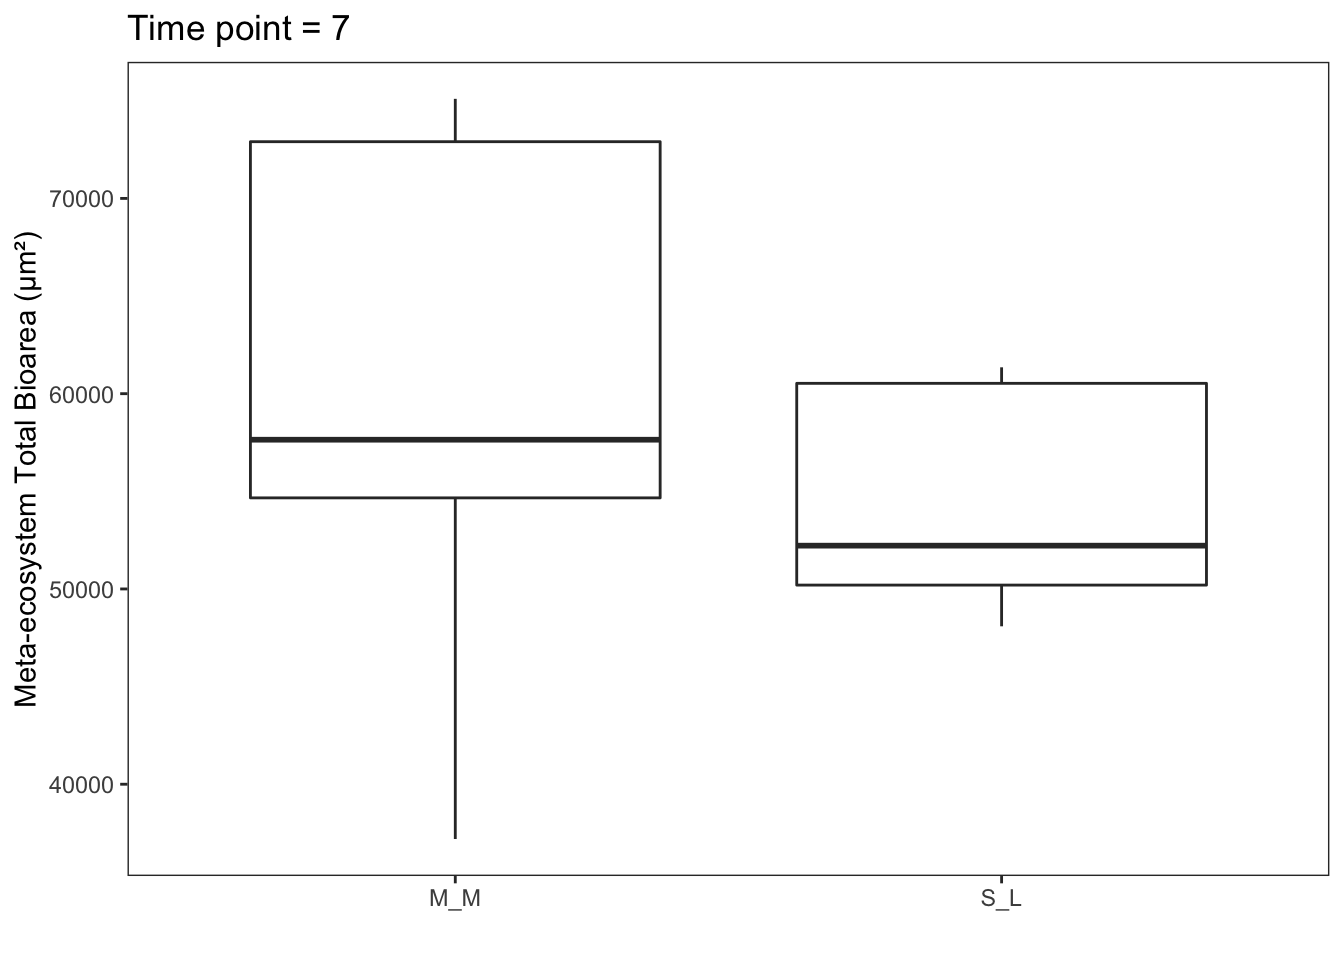 Time point = 7
Meta-ecosystem Total Bioarea (μm²)
70000
60000
50000
40000
M_M
S_L